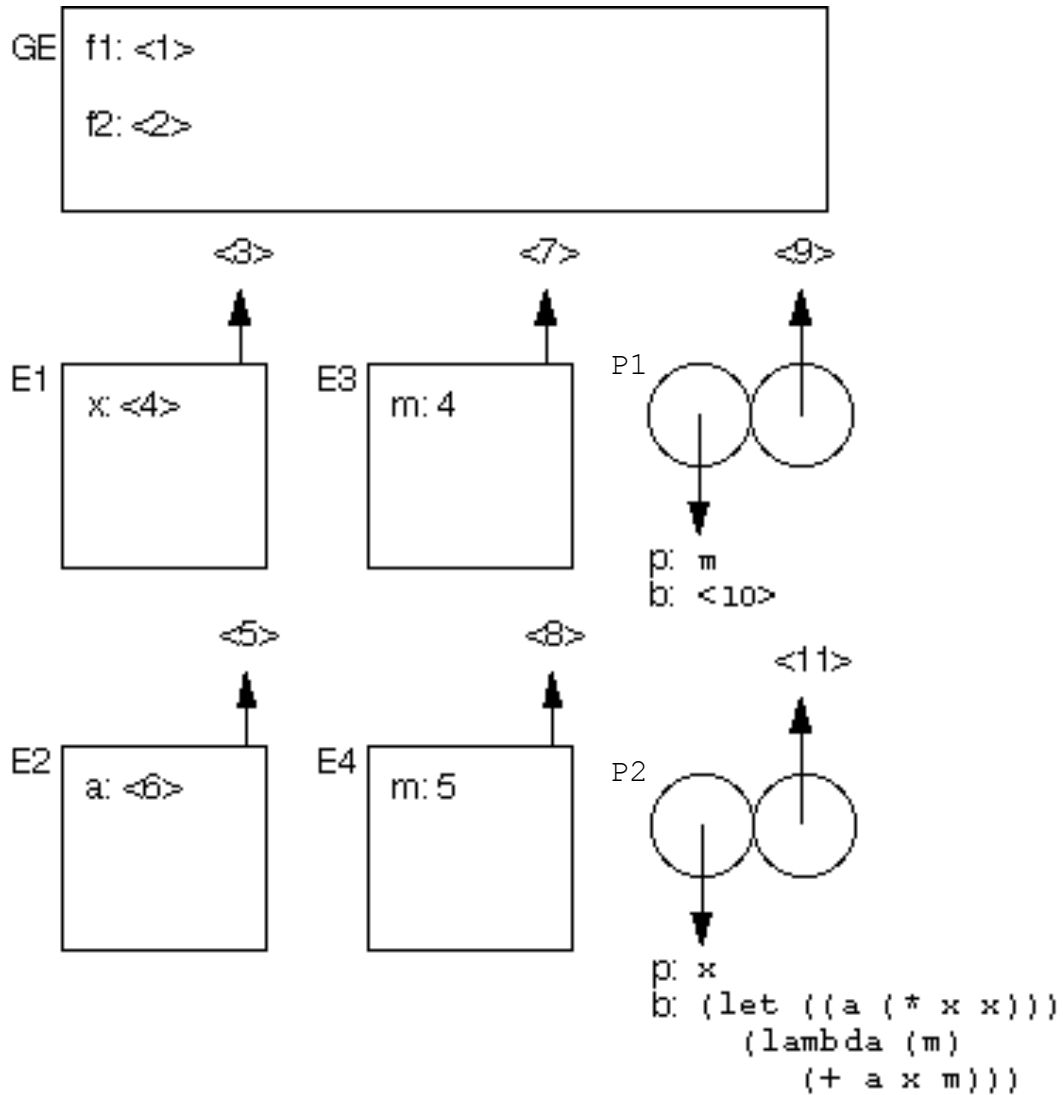 GE f1: <1>
f2: <2>
<3> <7> <9>
E1 x: <4> E3 m: 4 P1
p: m
b: <10>
<5> <8> <11>
E2 a: <6> E4 m: 5 P2
p: x
b: (let ((a (* x x)))
(lambda (m)
(+ a x m)))